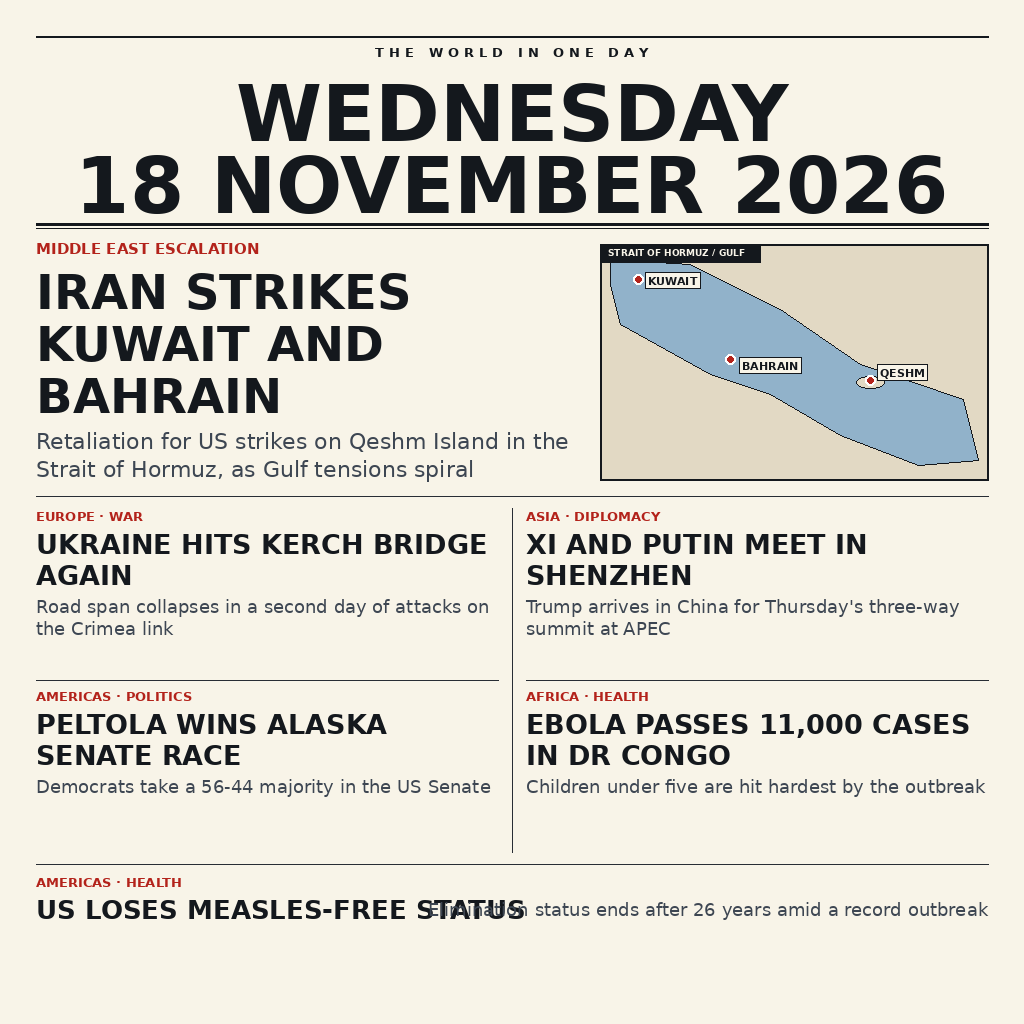 THE WORLD IN ONE DAY
WEDNESDAY
18 NOVEMBER 2026
MIDDLE EAST ESCALATION
IRAN STRIKES
KUWAIT AND
BAHRAIN
Retaliation for US strikes on Qeshm Island in the
Strait of Hormuz, as Gulf tensions spiral
STRAIT OF HORMUZ / GULF
KUWAIT
BAHRAIN
QESHM
EUROPE · WAR
UKRAINE HITS KERCH BRIDGE
AGAIN
Road span collapses in a second day of attacks on
the Crimea link
ASIA · DIPLOMACY
XI AND PUTIN MEET IN
SHENZHEN
Trump arrives in China for Thursday's three-way
summit at APEC
AMERICAS · POLITICS
PELTOLA WINS ALASKA
SENATE RACE
Democrats take a 56-44 majority in the US Senate
AFRICA · HEALTH
EBOLA PASSES 11,000 CASES
IN DR CONGO
Children under five are hit hardest by the outbreak
AMERICAS · HEALTH
US LOSES MEASLES-FREE STATUS
Elimination status ends after 26 years amid a record outbreak